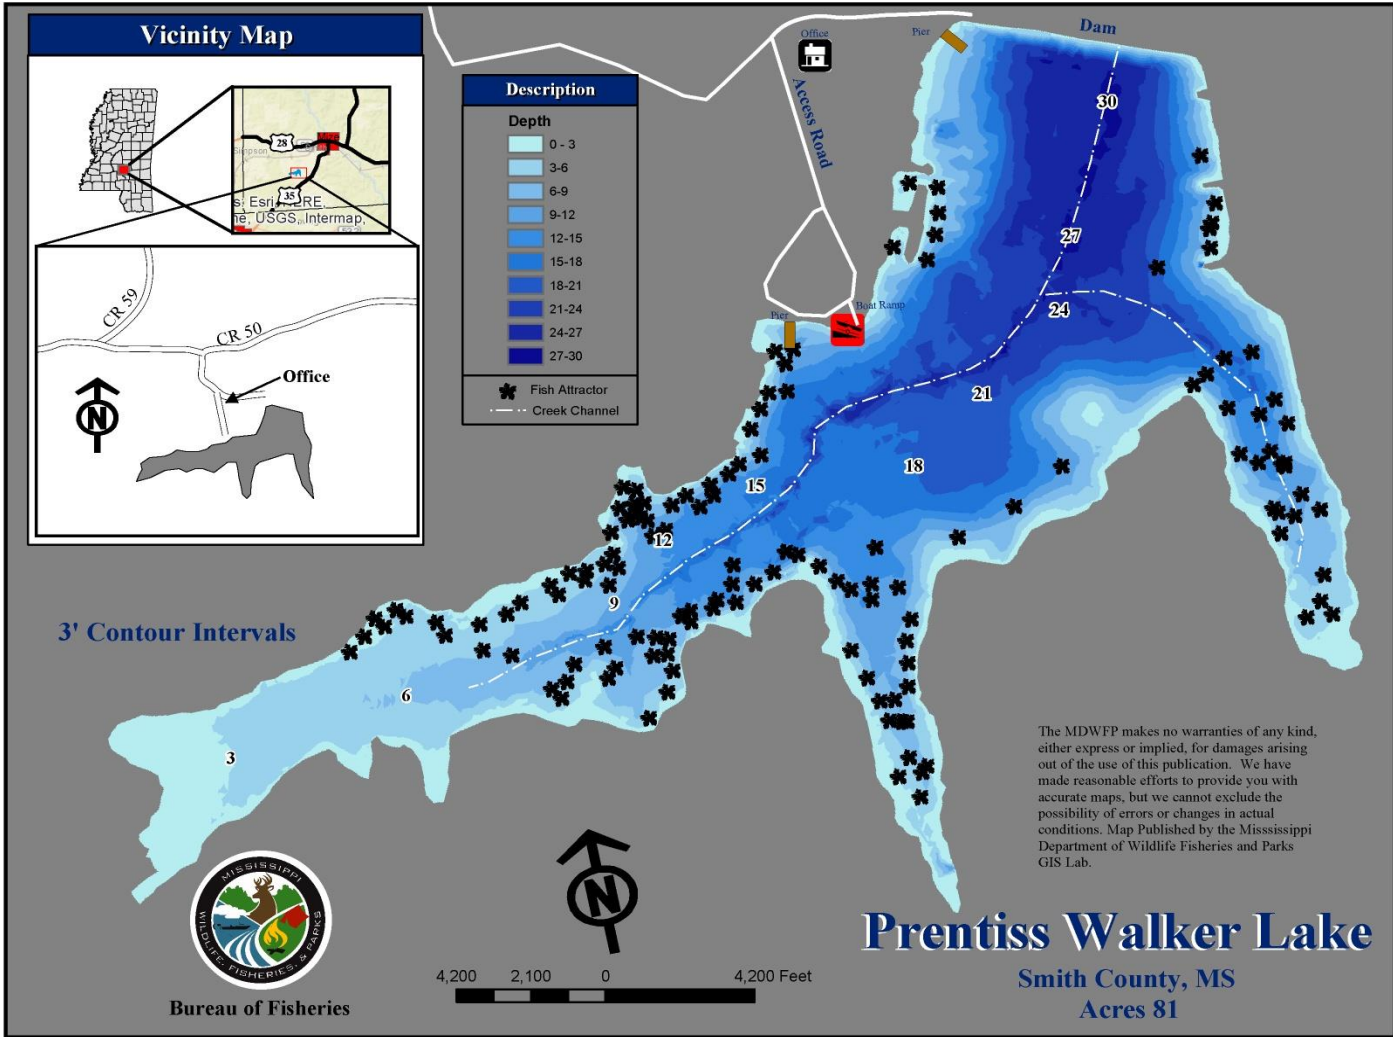 Vicinity Map
28
35
s, Esri, HERE,
ne, USGS, Intermap,
CR 59
CR 50
Office
N
Description
Depth
0 - 3
3-6
6-9
9-12
12-15
15-18
18-21
21-24
24-27
27-30
Fish Attractor
Creek Channel
Office
Access Road
Pier
Dam
Boat Ramp
Pier
30
27
24
21
18
15
12
9
6
3
3' Contour Intervals
The MDWFP makes no warranties of any kind,
either express or implied, for damages arising
out of the use of this publication. We have
made reasonable efforts to provide you with
accurate maps, but we cannot exclude the
possibility of errors or changes in actual
conditions. Map Published by the Misssissippi
Department of Wildlife Fisheries and Parks
GIS Lab.
MISSISSIPPI
WILDLIFE, FISHERIES, & PARKS
Bureau of Fisheries
N
4,200 2,100 0 4,200 Feet
Prentiss Walker Lake
Smith County, MS
Acres 81